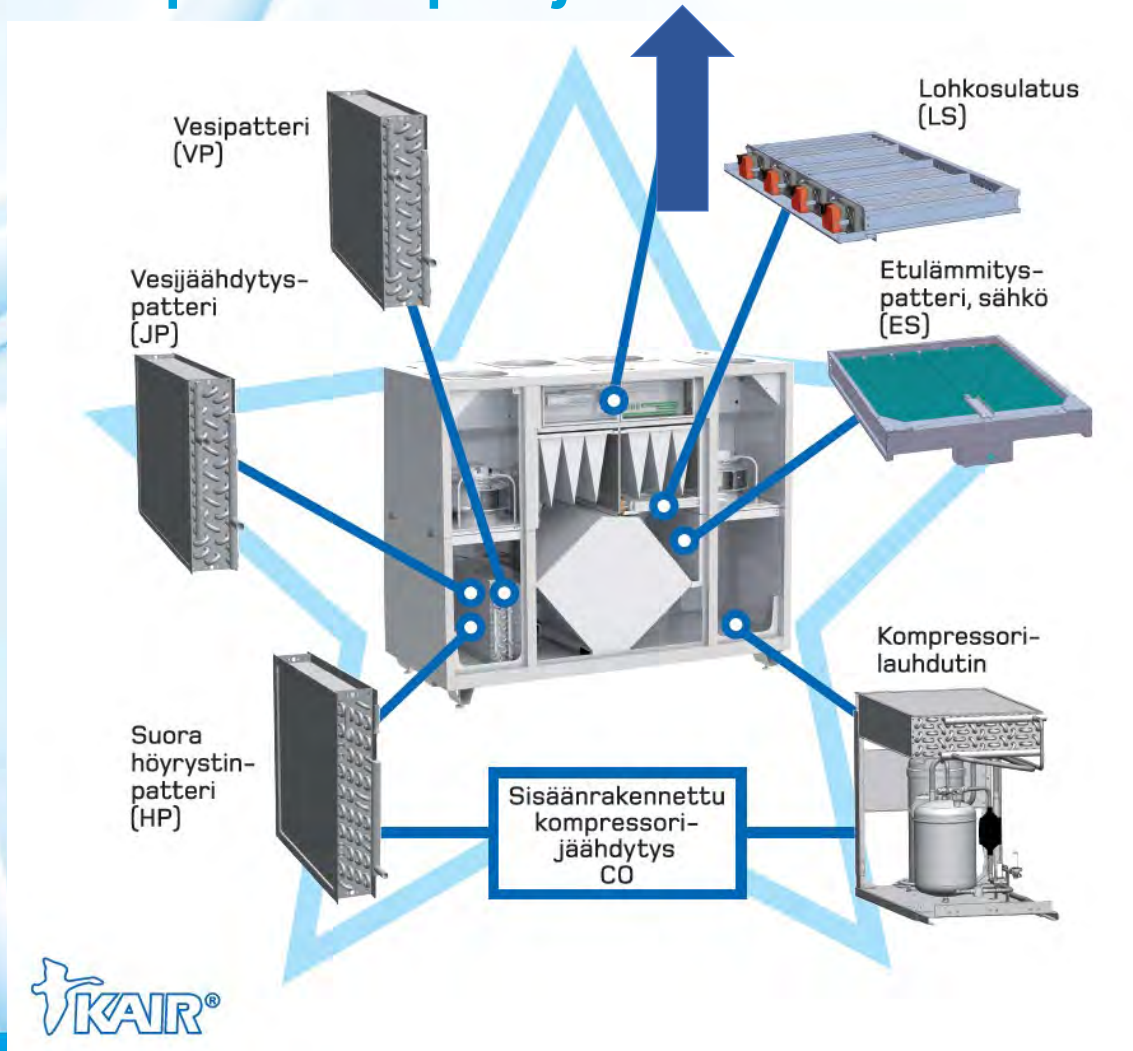 Vesipatteri
(VP)
Lohkosulatus
(LS)
Vesijäähdytys-
patteri
(JP)
Etulämmitys-
patteri, sähkö
(ES)
Kompressori-
lauhdutin
Suora
höyrystin-
patteri
(HP)
Sisäänrakennettu
kompressori-
jäähdytys
CO
KAIR®